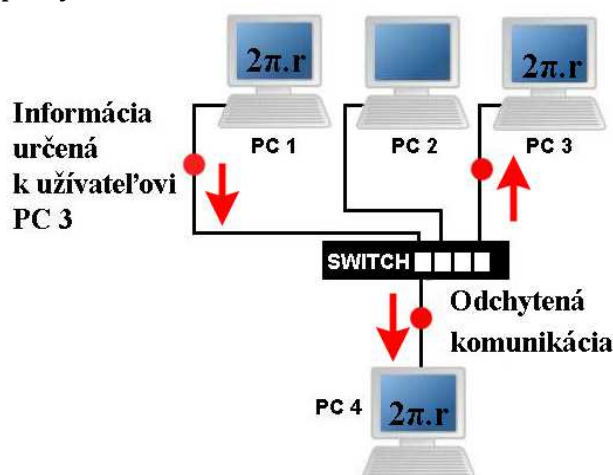 2π.r
2π.r
PC 1
PC 2
PC 3
Informácia
určená
k užívateľovi
PC 3
SWITCH
Odchytená
komunikácia
PC 4
2π.r